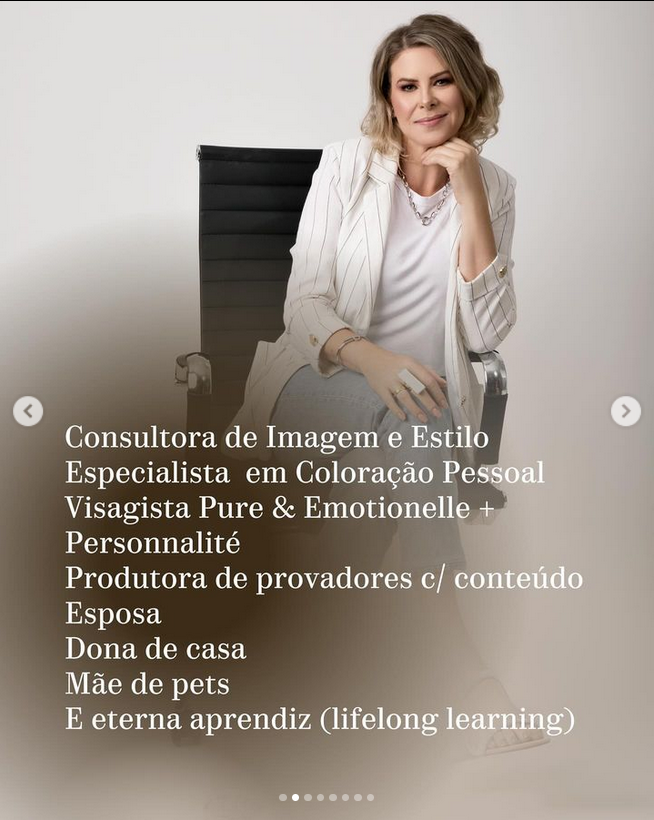 Consultora de Imagem e Estilo
Especialista em Coloração Pessoal
Visagista Pure & Emotionelle +
Personnalité
Produtora de provadores c/ conteúdo
Esposa
Dona de casa
Mãe de pets
E eterna aprendiz (lifelong learning)